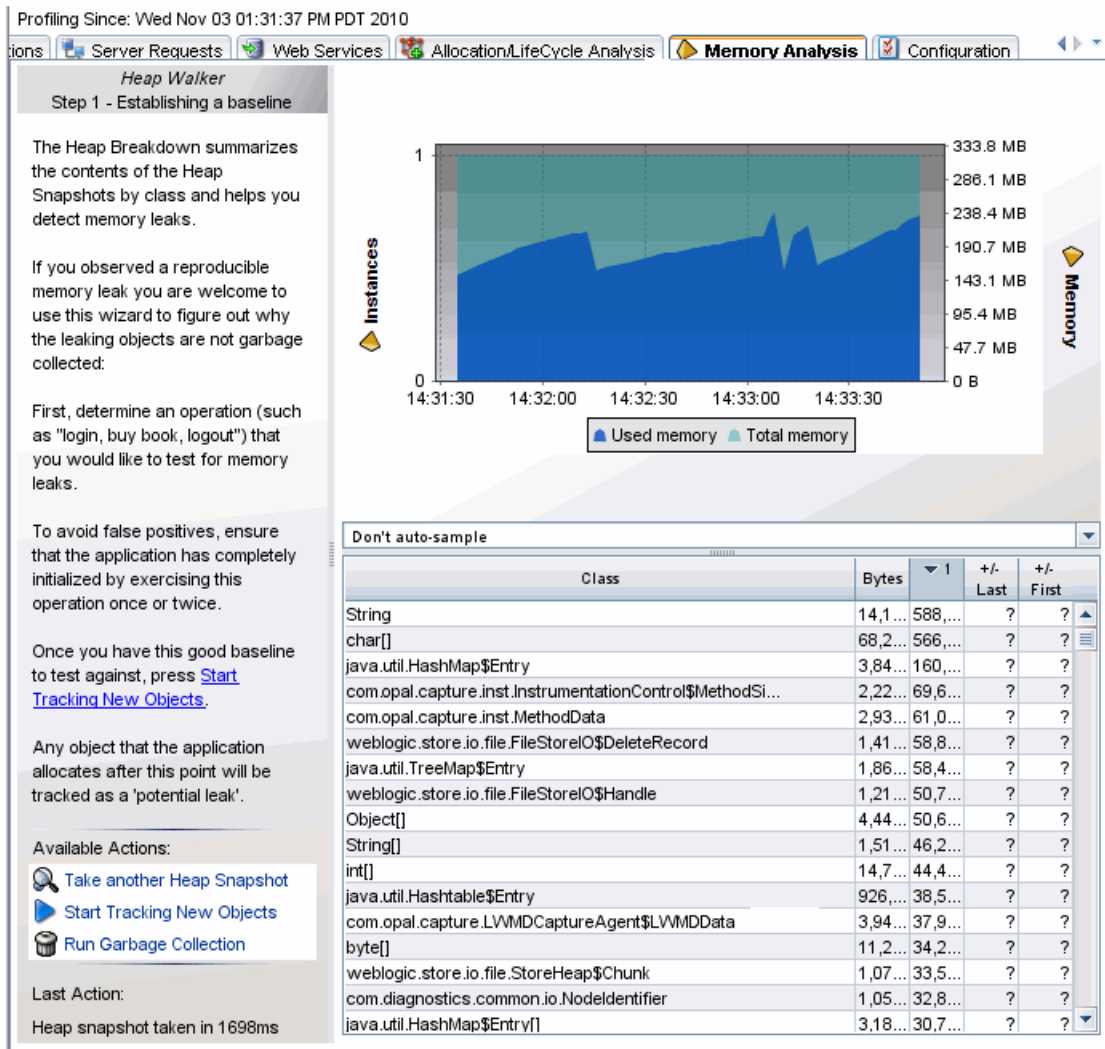 Profiling Since: Wed Nov 03 01:31:37 PM PDT 2010
tions Server Requests Web Services Allocation/LifeCycle Analysis Memory Analysis Configuration
Heap Walker
Step 1 - Establishing a baseline
The Heap Breakdown summarizes
the contents of the Heap
Snapshots by class and helps you
detect memory leaks.
If you observed a reproducible
memory leak you are welcome to
use this wizard to figure out why
the leaking objects are not garbage
collected:
First, determine an operation (such
as "login, buy book, logout") that
you would like to test for memory
leaks.
To avoid false positives, ensure
that the application has completely
initialized by exercising this
operation once or twice.
Once you have this good baseline
to test against, press Start
Tracking New Objects.
Any object that the application
allocates after this point will be
tracked as a 'potential leak'.
Available Actions:
Take another Heap Snapshot
Start Tracking New Objects
Run Garbage Collection
Last Action:
Heap snapshot taken in 1698ms
Instances
1
0
333.8 MB
286.1 MB
238.4 MB
190.7 MB
143.1 MB
95.4 MB
47.7 MB
0 B
Memory
14:31:30 14:32:00 14:32:30 14:33:00 14:33:30
Used memory Total memory
Don't auto-sample
Class Bytes 1 +/- Last +/- First
String 14,1... 588,... ? ?
char[] 68,2... 566,... ? ?
java.util.HashMap$Entry 3,84... 160,... ? ?
com.opal.capture.inst.InstrumentationControl$MethodSi... 2,22... 69,6... ? ?
com.opal.capture.inst.MethodData 2,93... 61,0... ? ?
weblogic.store.io.file.FileStoreIO$DeleteRecord 1,41... 58,8... ? ?
java.util.TreeMap$Entry 1,86... 58,4... ? ?
weblogic.store.io.file.FileStoreIO$Handle 1,21... 50,7... ? ?
Object[] 4,44... 50,6... ? ?
String[] 1,51... 46,2... ? ?
int[] 14,7... 44,4... ? ?
java.util.Hashtable$Entry 926,... 38,5... ? ?
com.opal.capture.LWMDCaptureAgent$LWMDData 3,94... 37,9... ? ?
byte[] 11,2... 34,2... ? ?
weblogic.store.io.file.StoreHeap$Chunk 1,07... 33,5... ? ?
com.diagnostics.common.io.NodeIdentifier 1,05... 32,8... ? ?
java.util.HashMap$Entry[] 3,18... 30,7... ? ?